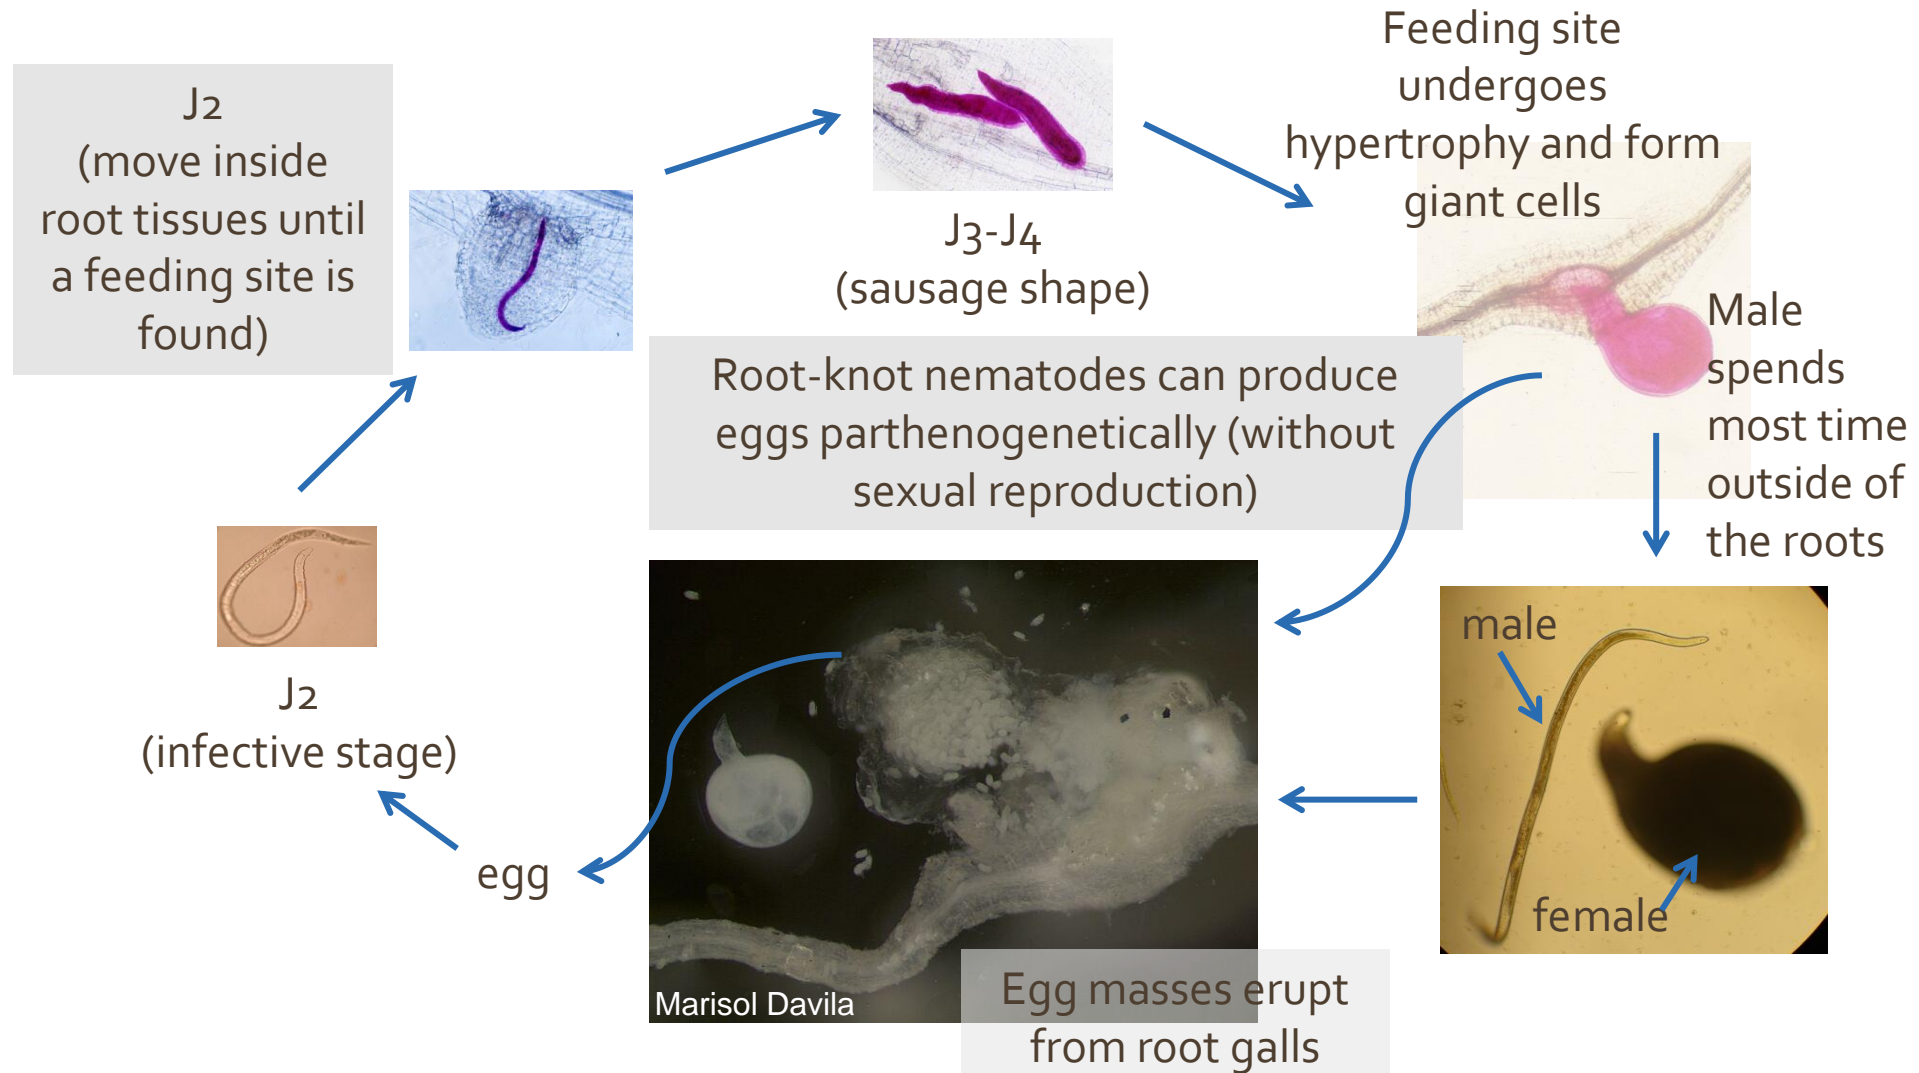 J2
(move inside
root tissues until
a feeding site is
found)
J3-J4
(sausage shape)
Feeding site
undergoes
hypertrophy and form
giant cells
Male
spends
most time
outside of
the roots
Root-knot nematodes can produce
eggs parthenogenetically (without
sexual reproduction)
male
female
J2
(infective stage)
egg
Marisol Davila
Egg masses erupt
from root galls